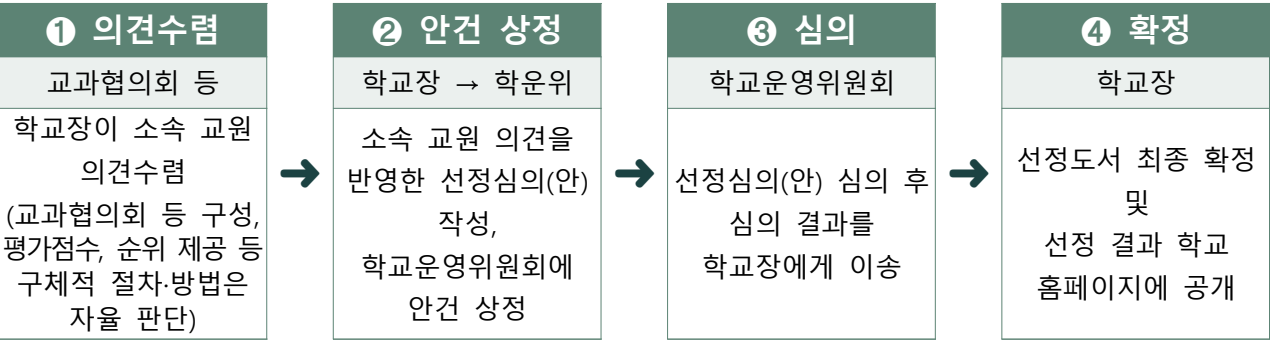 ❶ 의견수렴
교과협의회 등
학교장이 소속 교원
의견수렴
(교과협의회 등 구성,
평가점수, 순위 제공 등
구체적 절차·방법은
자율 판단)
➜
❷ 안건 상정
학교장 → 학운위
소속 교원 의견을
반영한 선정심의(안)
작성,
학교운영위원회에
안건 상정
➜
❸ 심의
학교운영위원회
선정심의(안) 심의 후
심의 결과를
학교장에게 이송
➜
❹ 확정
학교장
선정도서 최종 확정
및
선정 결과 학교
홈페이지에 공개